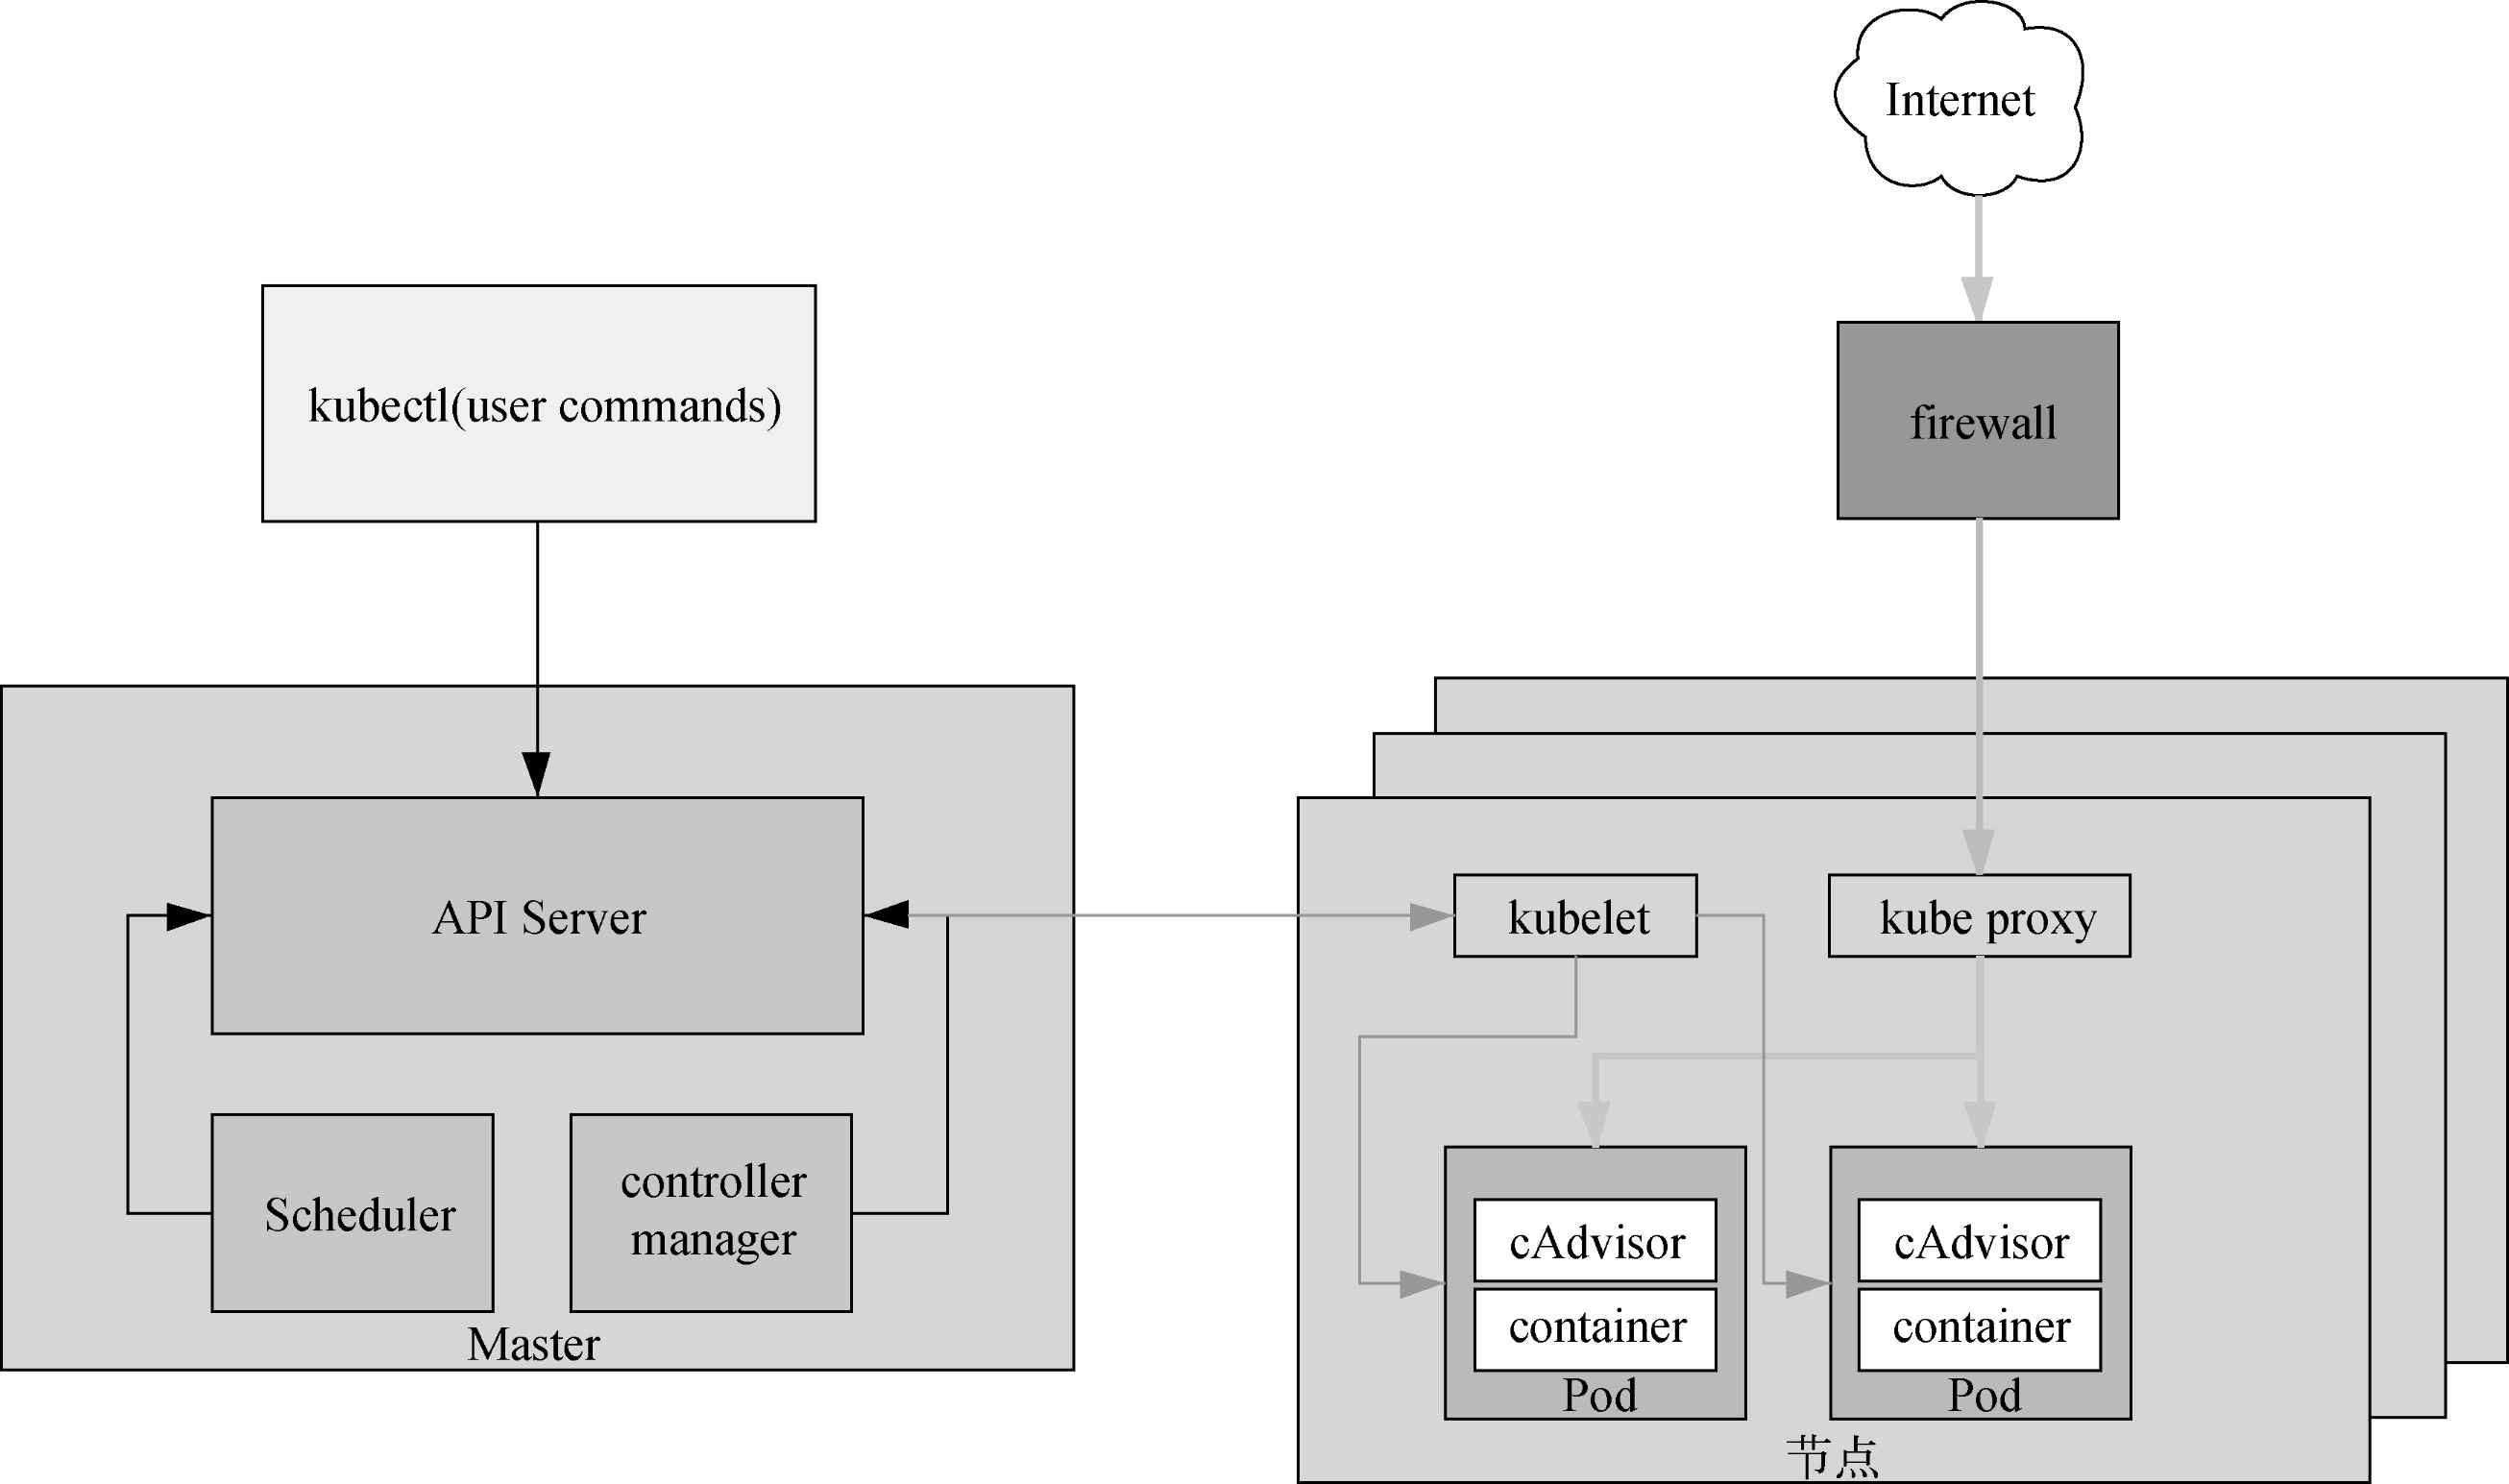 Internet
kubectl(user commands)
firewall
API Server
kubelet
kube proxy
Scheduler
controller
manager
Master
cAdvisor
container
Pod
cAdvisor
container
Pod
节点